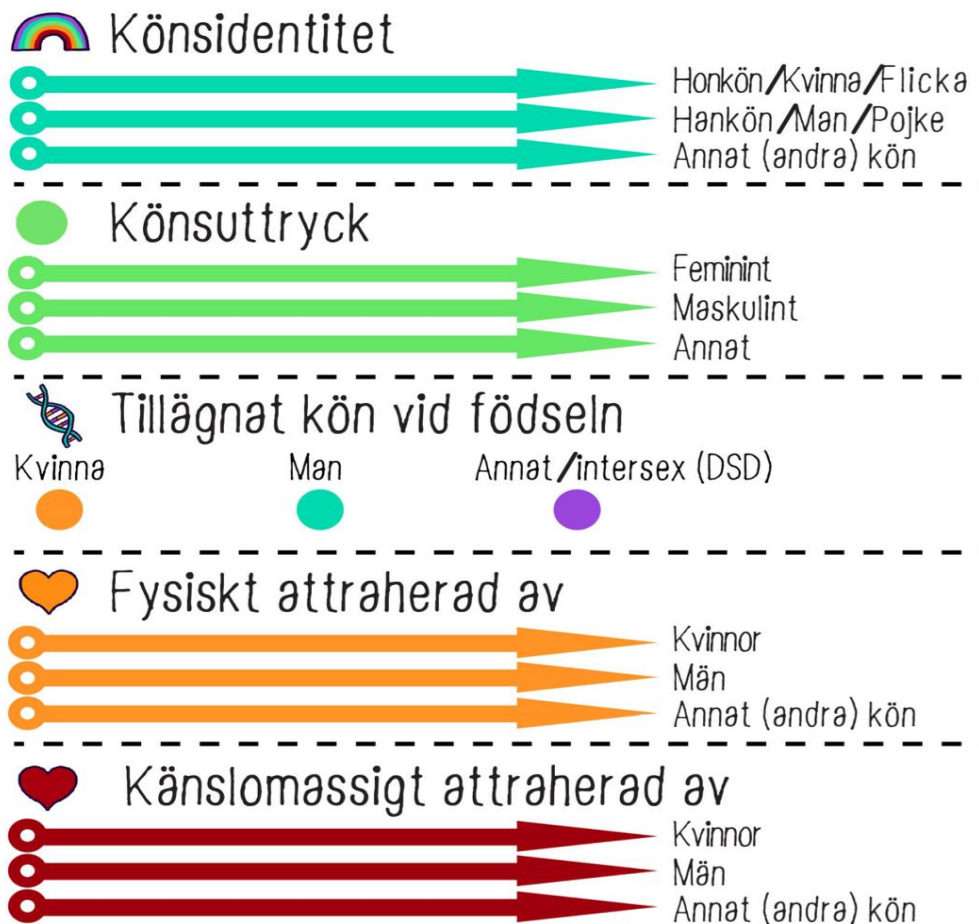 Könsidentitet
Honkön/Kvinna/Flicka
Hankön/Man/Pojke
Annat (andra) kön
Könsuttryck
Feminint
Maskulint
Annat
Tillägnat kön vid födseln
Kvinna Man Annat/intersex (DSD)
Fysiskt attraherad av
Kvinnor
Män
Annat (andra) kön
Känslomassigt attraherad av
Kvinnor
Män
Annat (andra) kön